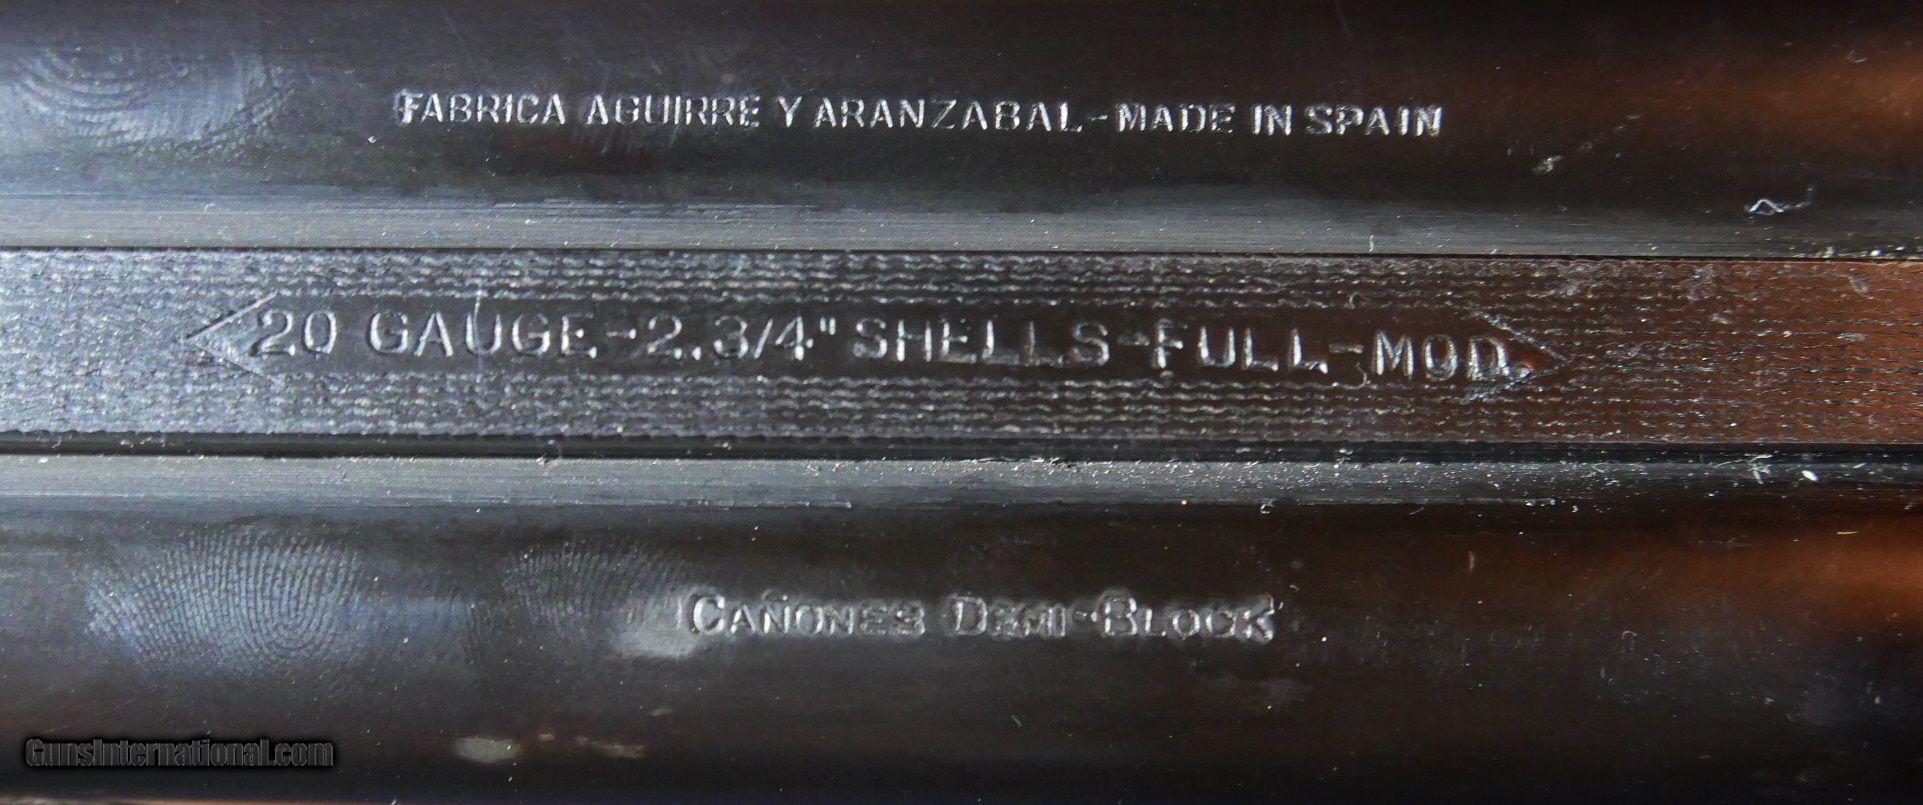 FABRICA AGUIRRE Y ARANZABAL-MADE IN SPAIN
20 GAUGE-2.3/4" SHELLS-FULL-MOD.
CAÑONES DEMI-BLOCK
GunsInternational.com